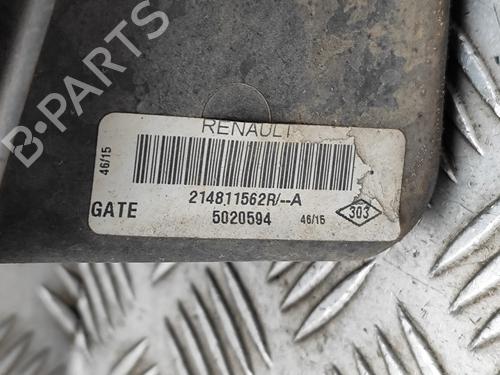 B-PARTS
RENAULT
46/15
214811562R/--A
GATE
5020594
46/15
303